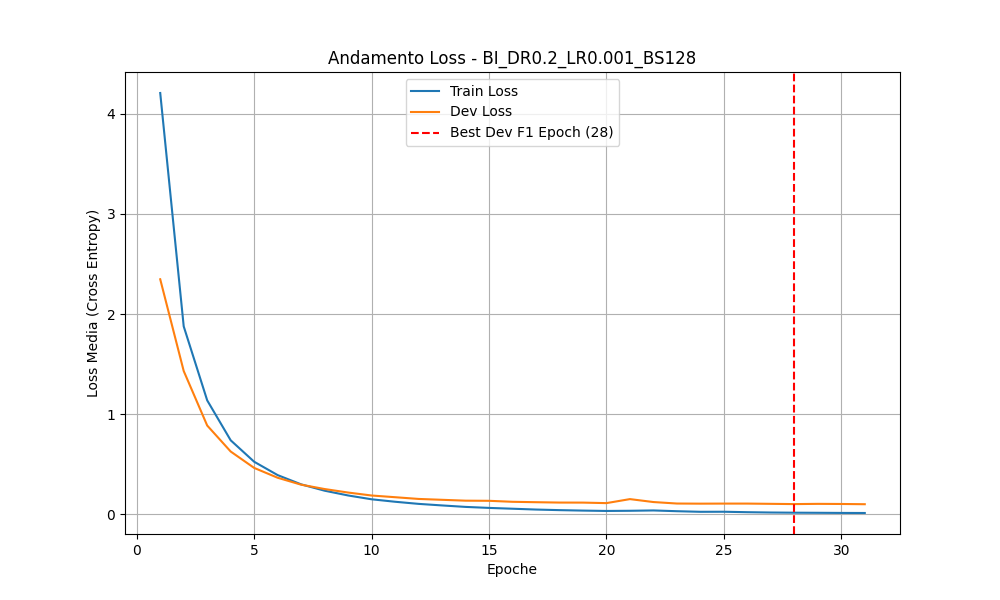 Andamento Loss - BI_DR0.2_LR0.001_BS128
Train Loss
Dev Loss
Best Dev F1 Epoch (28)
Loss Media (Cross Entropy)
4
3
2
1
0
0 5 10 15 20 25 30
Epoche